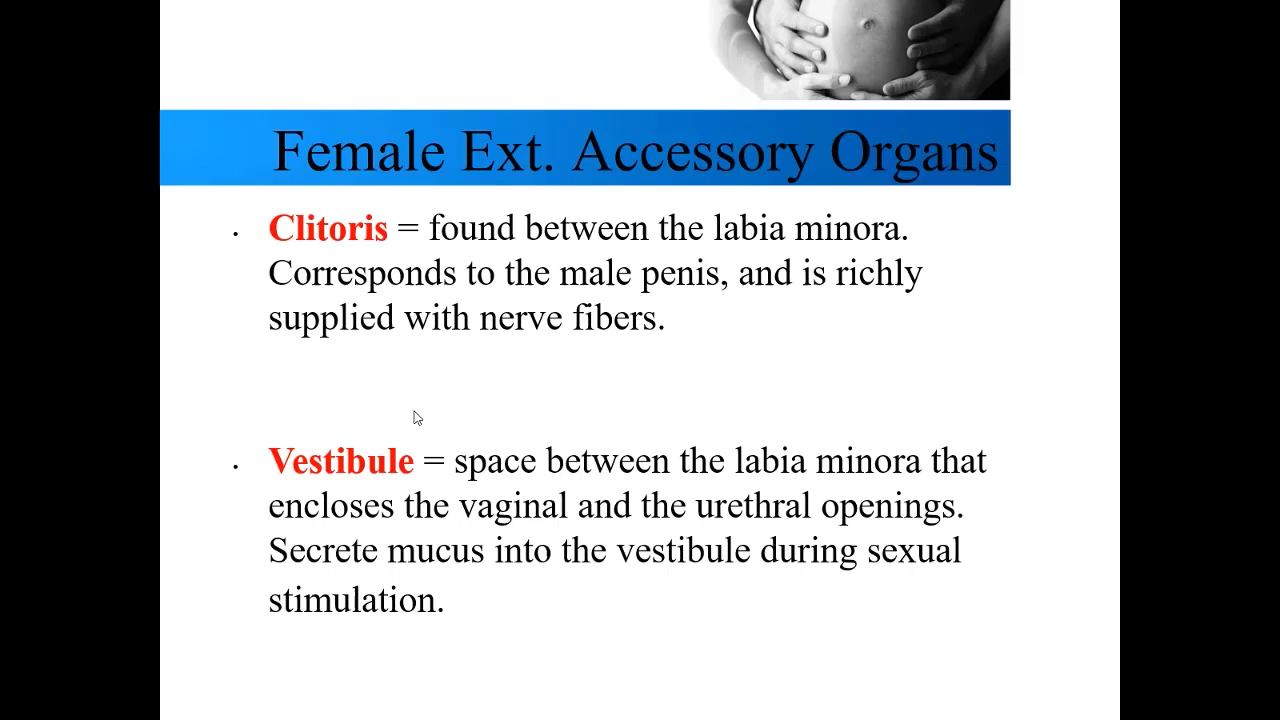 Female Ext. Accessory Organs
• Clitoris = found between the labia minora.
Corresponds to the male penis, and is richly
supplied with nerve fibers.
• Vestibule = space between the labia minora that
encloses the vaginal and the urethral openings.
Secrete mucus into the vestibule during sexual
stimulation.